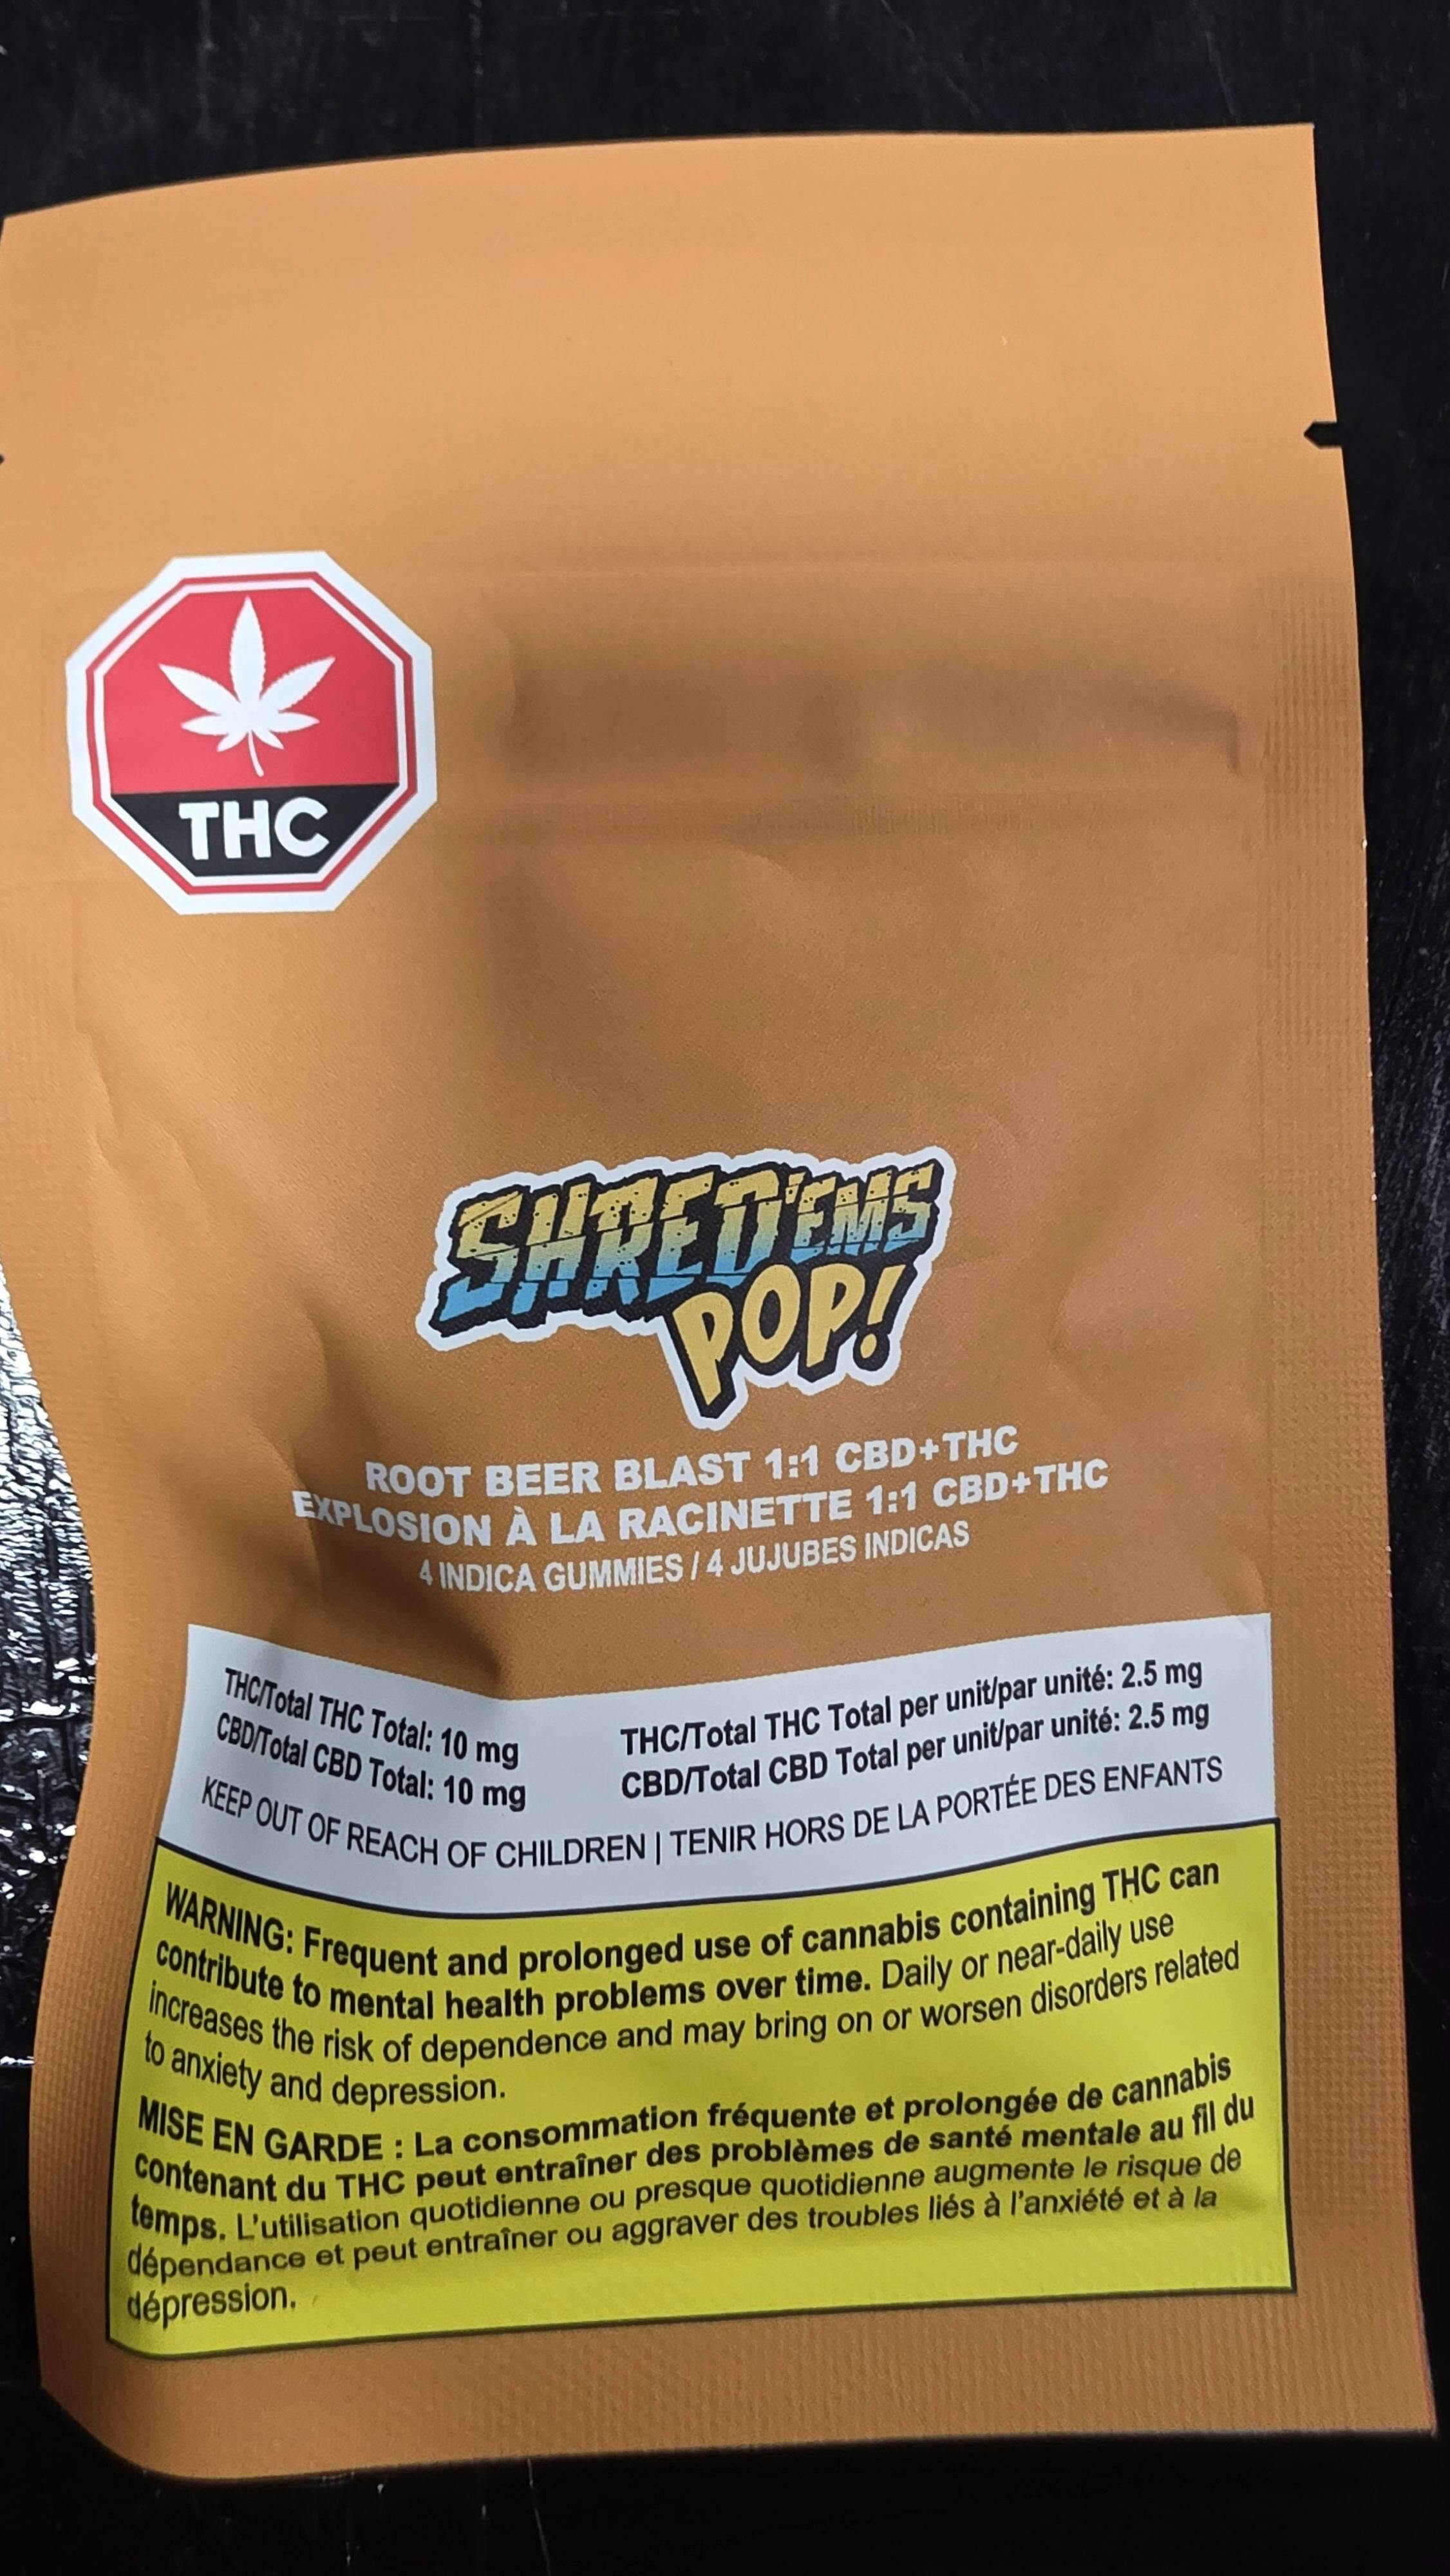 THC
SHRED'EMS
POP!
ROOT BEER BLAST 1:1 CBD+THC
EXPLOSION À LA RACINETTE 1:1 CBD+THC
4 INDICA GUMMIES / 4 JUJUBES INDICAS
THC/Total THC Total: 10 mg
CBD/Total CBD Total: 10 mg
THC/Total THC Total per unit/par unité: 2.5 mg
CBD/Total CBD Total per unit/par unité: 2.5 mg
KEEP OUT OF REACH OF CHILDREN | TENIR HORS DE LA PORTÉE DES ENFANTS
WARNING: Frequent and prolonged use of cannabis containing THC can
contribute to mental health problems over time. Daily or near-daily use
increases the risk of dependence and may bring on or worsen disorders related
to anxiety and depression.
MISE EN GARDE : La consommation fréquente et prolongée de cannabis
contenant du THC peut entraîner des problèmes de santé mentale au fil du
temps. L'utilisation quotidienne ou presque quotidienne augmente le risque de
dépendance et peut entraîner ou aggraver des troubles liés à l'anxiété et à la
dépression.